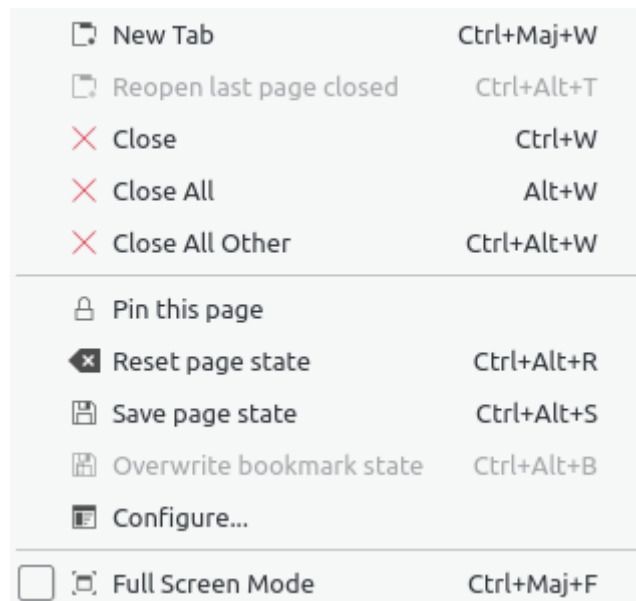 New Tab Ctrl+Maj+W
Reopen last page closed Ctrl+Alt+T
Close Ctrl+W
Close All Alt+W
Close All Other Ctrl+Alt+W
Pin this page
Reset page state Ctrl+Alt+R
Save page state Ctrl+Alt+S
Overwrite bookmark state Ctrl+Alt+B
Configure...
Full Screen Mode Ctrl+Maj+F